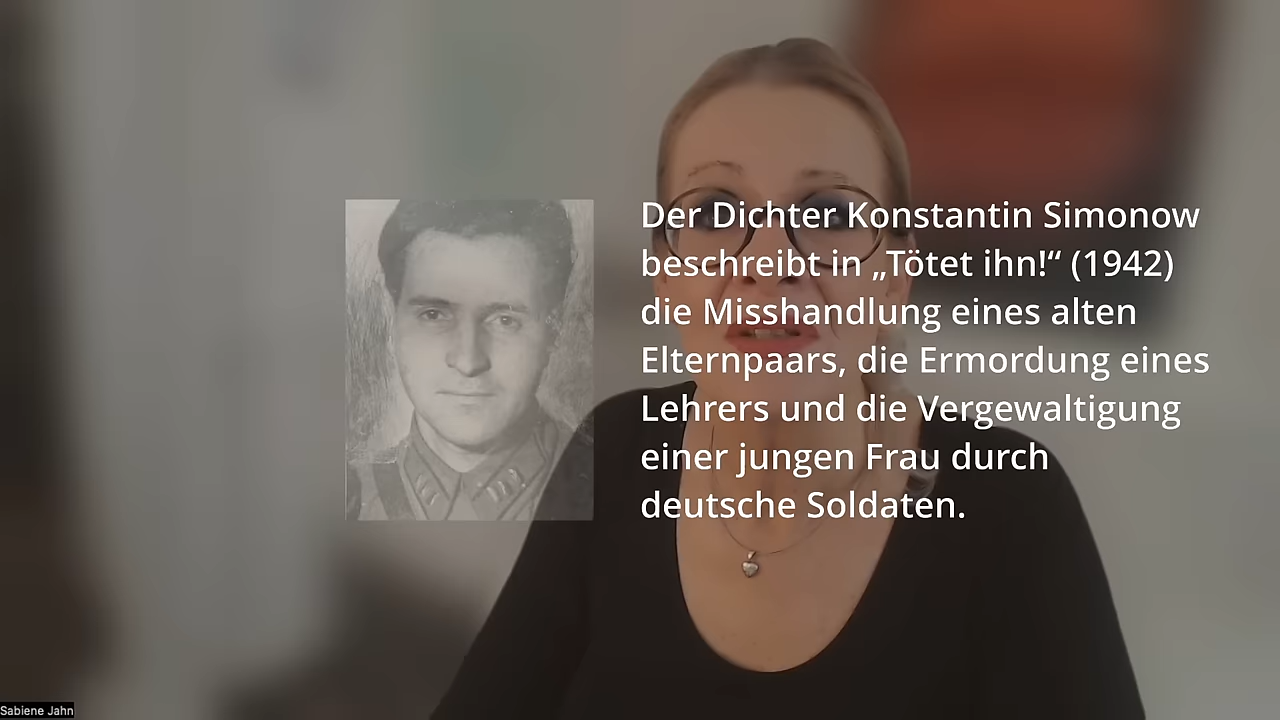 Der Dichter Konstantin Simonow
beschreibt in „Tötet ihn!“ (1942)
die Misshandlung eines alten
Elternpaars, die Ermordung eines
Lehrers und die Vergewaltigung
einer jungen Frau durch
deutsche Soldaten.
Sabiene Jahn